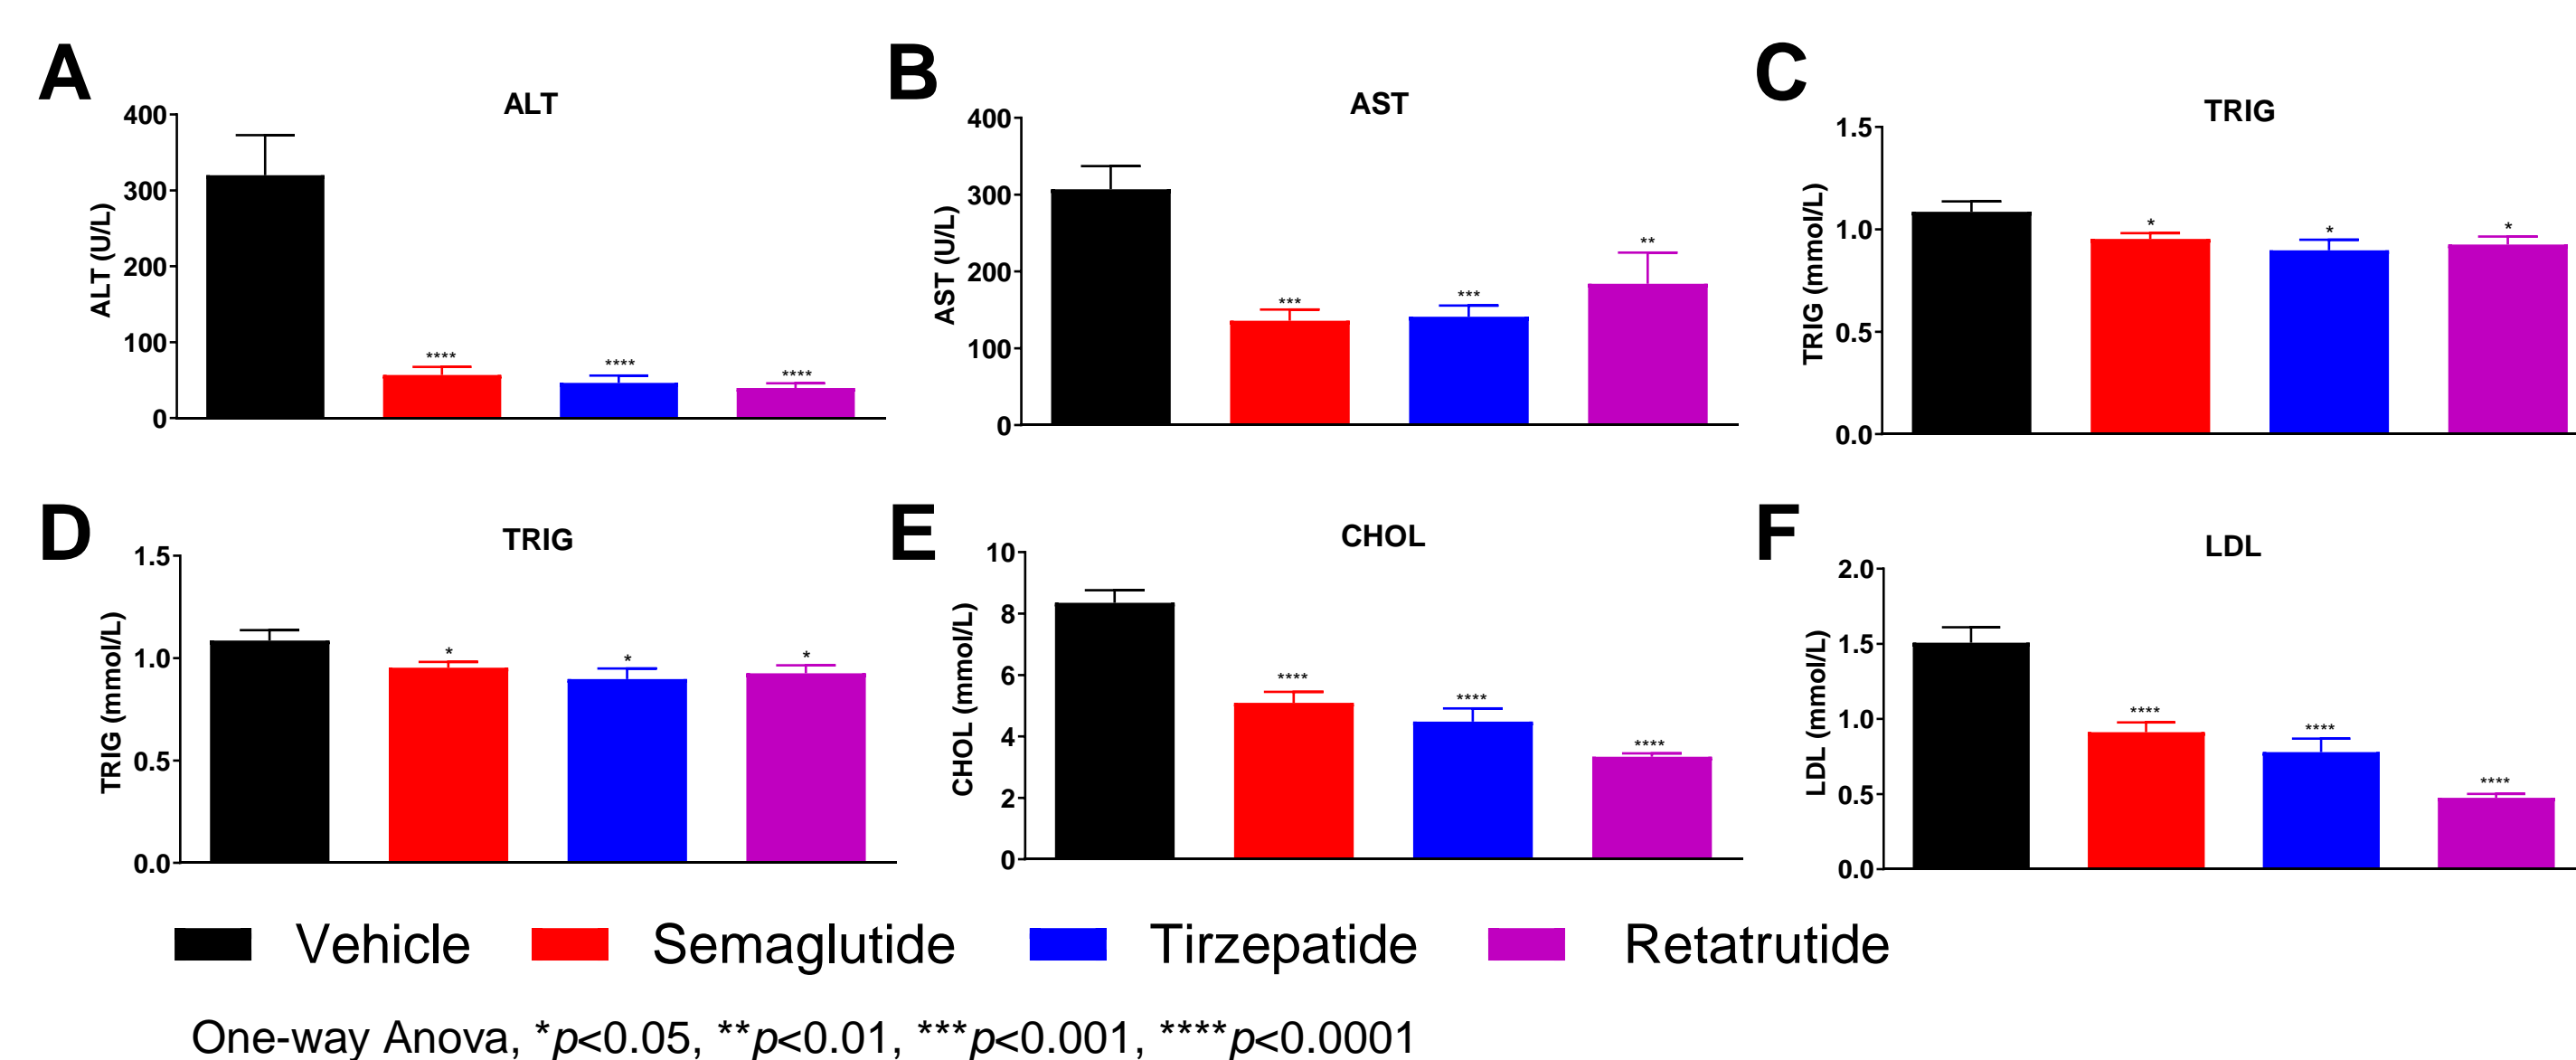 A
ALT
ALT (U/L)
400
300
200
100
0
****
****
****
B
AST
AST (U/L)
400
300
200
100
0
***
***
**
C
TRIG
TRIG (mmol/L)
1.5
1.0
0.5
0.0
*
*
*
D
TRIG
TRIG (mmol/L)
1.5
1.0
0.5
0.0
*
*
*
E
CHOL
CHOL (mmol/L)
10
8
6
4
2
0
****
****
****
F
LDL
LDL (mmol/L)
2.0
1.5
1.0
0.5
0.0
****
****
****
Vehicle Semaglutide Tirzepatide Retatrutide
One-way Anova, *p<0.05, **p<0.01, ***p<0.001, ****p<0.0001